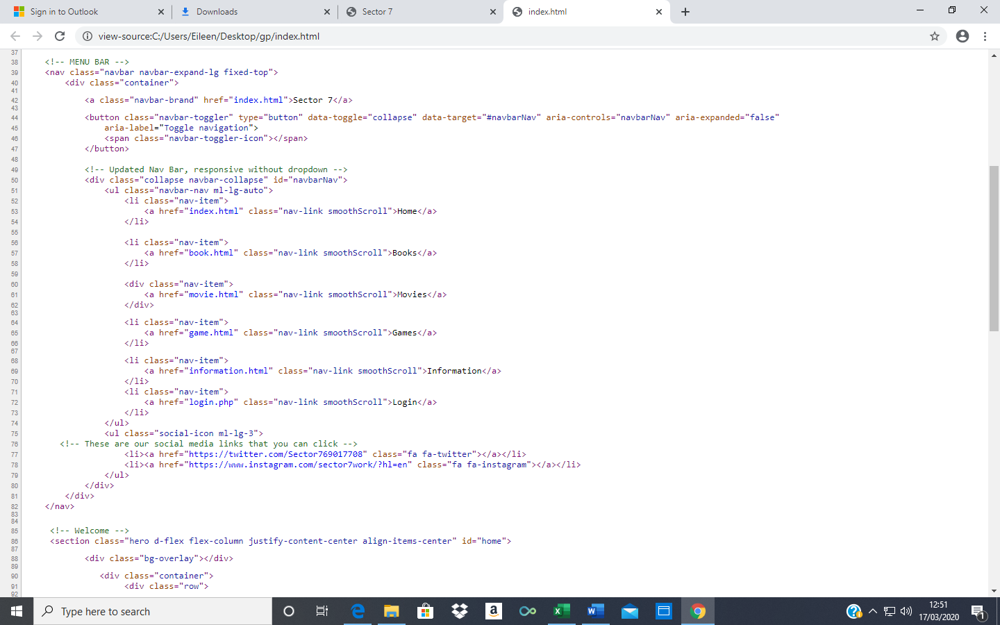 Sign in to Outlook
Downloads
Sector 7
index.html
view-source:C:/Users/Eileen/Desktop/gp/index.html
37
38 <!-- MENU BAR -->
39 <nav class="navbar navbar-expand-lg fixed-top">
40 <div class="container">
41
42 <a class="navbar-brand" href="index.html">Sector 7</a>
43
44 <button class="navbar-toggler" type="button" data-toggle="collapse" data-target="#navbarNav" aria-controls="navbarNav" aria-expanded="false"
45 aria-label="Toggle navigation">
46 <span class="navbar-toggler-icon"></span>
47 </button>
48
49 <!-- Updated Nav Bar, responsive without dropdown -->
50 <div class="collapse navbar-collapse" id="navbarNav">
51 <ul class="navbar-nav ml-lg-auto">
52 <li class="nav-item">
53 <a href="index.html" class="nav-link smoothScroll">Home</a>
54 </li>
55
56 <li class="nav-item">
57 <a href="book.html" class="nav-link smoothScroll">Books</a>
58 </li>
59
60 <div class="nav-item">
61 <a href="movie.html" class="nav-link smoothScroll">Movies</a>
62 </div>
63
64 <li class="nav-item">
65 <a href="game.html" class="nav-link smoothScroll">Games</a>
66 </li>
67
68 <li class="nav-item">
69 <a href="information.html" class="nav-link smoothScroll">Information</a>
70 </li>
71 <li class="nav-item">
72 <a href="login.php" class="nav-link smoothScroll">Login</a>
73 </li>
74 </ul>
75 <ul class="social-icon ml-lg-3">
76 <!-- These are our social media links that you can click -->
77 <li><a href="https://twitter.com/Sector769017708" class="fa fa-twitter"></a></li>
78 <li><a href="https://www.instagram.com/sector7work/?hl=en" class="fa fa-instagram"></a></li>
79 </ul>
80 </div>
81 </div>
82 </nav>
83
84
85 <!-- Welcome -->
86 <section class="hero d-flex flex-column justify-content-center align-items-center" id="home">
87
88 <div class="bg-overlay"></div>
89
90 <div class="container">
91 <div class="row">
92
Type here to search
12:51
17/03/2020
1